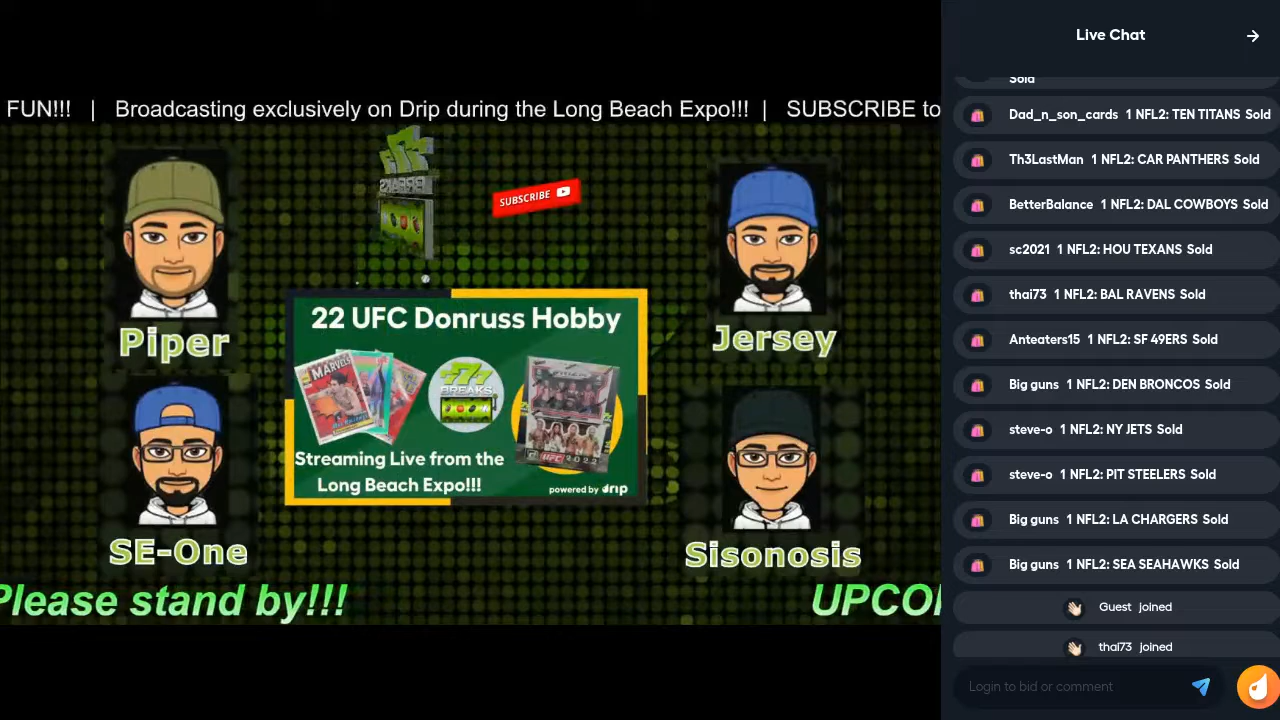 FUN!!! | Broadcasting exclusively on Drip during the Long Beach Expo!!! | SUBSCRIBE to
BREAKS
SUBSCRIBE
Piper
Jersey
22 UFC Donruss Hobby
MARVELS
777
BREAKS
PRIZM
UFC 2022
Streaming Live from the
Long Beach Expo!!!
powered by drip
SE-One
Sisonosis
Please stand by!!!
UPCO
Live Chat
Sold
Dad_n_son_cards 1 NFL2: TEN TITANS Sold
Th3LastMan 1 NFL2: CAR PANTHERS Sold
BetterBalance 1 NFL2: DAL COWBOYS Sold
sc2021 1 NFL2: HOU TEXANS Sold
thai73 1 NFL2: BAL RAVENS Sold
Anteaters15 1 NFL2: SF 49ERS Sold
Big guns 1 NFL2: DEN BRONCOS Sold
steve-o 1 NFL2: NY JETS Sold
steve-o 1 NFL2: PIT STEELERS Sold
Big guns 1 NFL2: LA CHARGERS Sold
Big guns 1 NFL2: SEA SEAHAWKS Sold
Guest joined
thai73 joined
Login to bid or comment